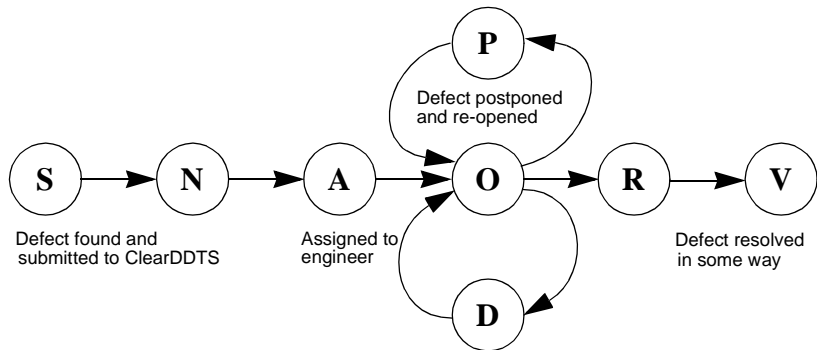 P
Defect postponed
and re-opened
S
N
A
O
R
V
Defect found and
submitted to ClearDDTS
Assigned to
engineer
Defect resolved
in some way
D